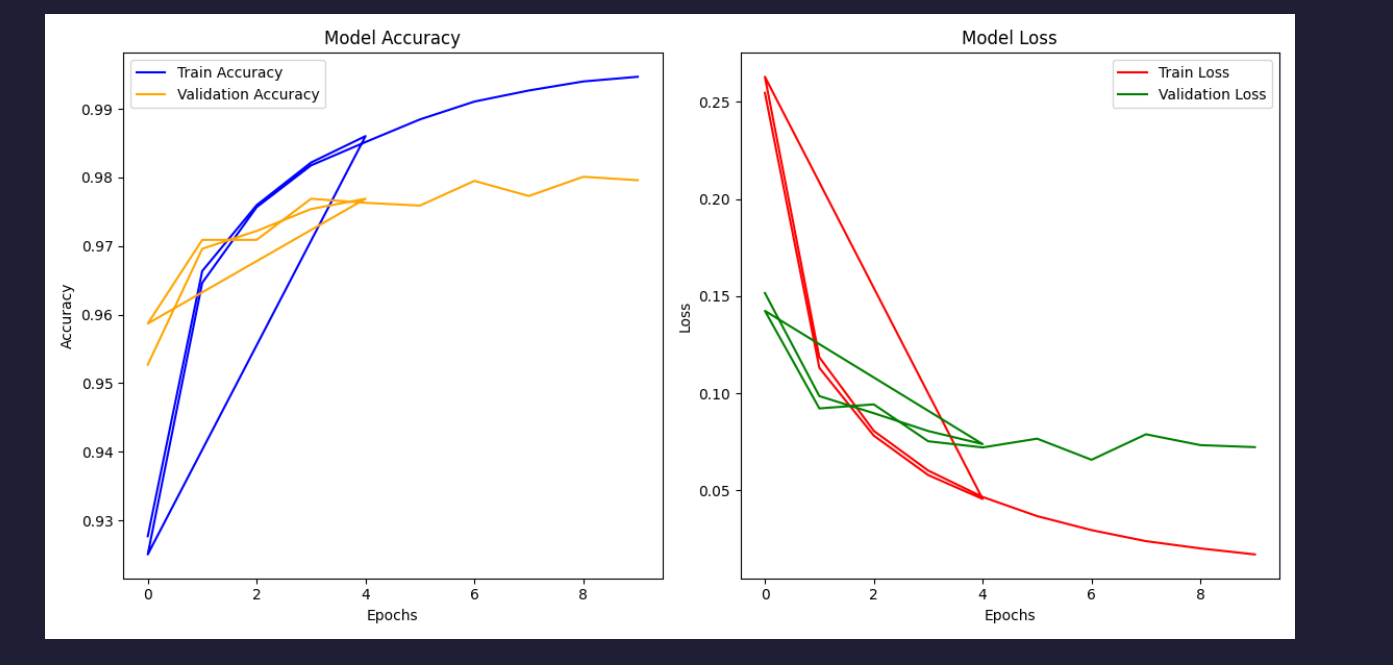 Model Accuracy
Train Accuracy
Validation Accuracy
0.99
0.98
0.97
0.96
0.95
0.94
0.93
Accuracy
0 2 4 6 8
Epochs
Model Loss
Train Loss
Validation Loss
0.25
0.20
0.15
0.10
0.05
Loss
0 2 4 6 8
Epochs